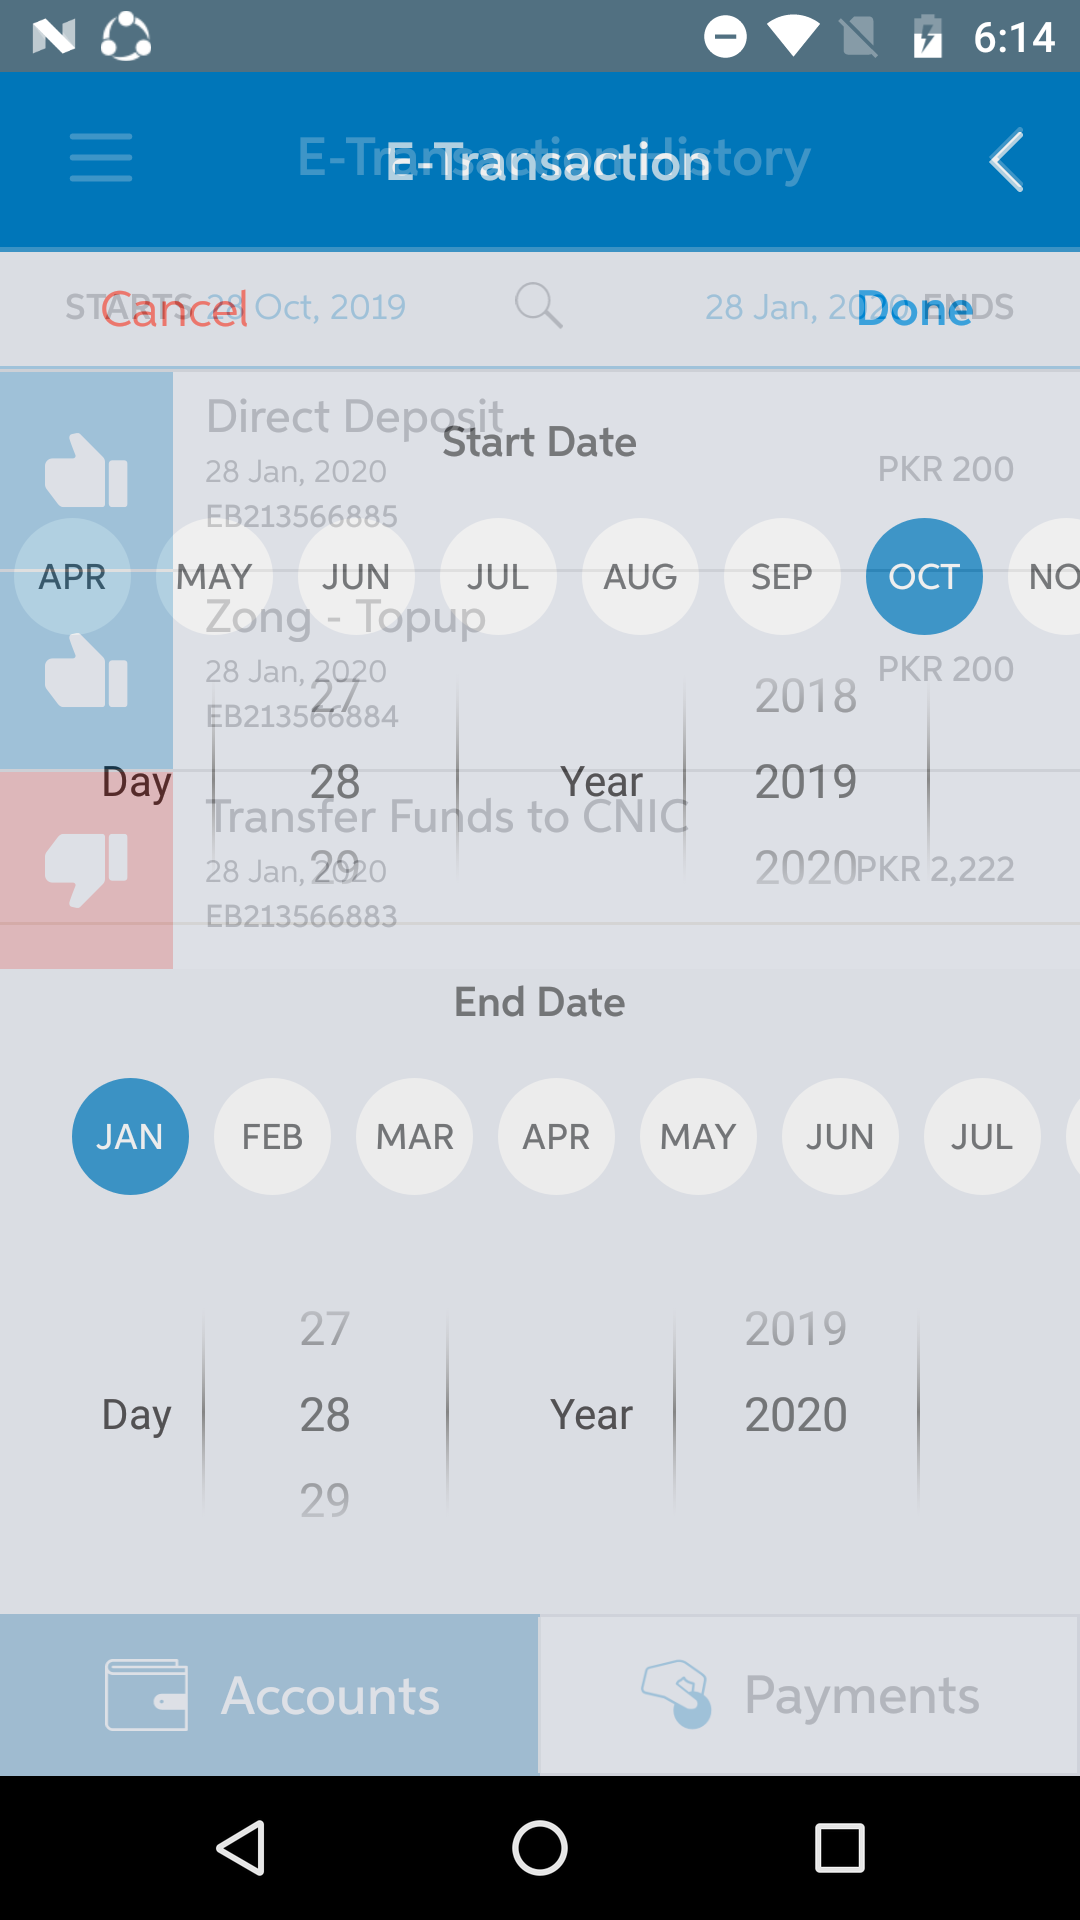 6:14
E-Transaction History
E-Transaction
STARTS 28 Oct, 2019
28 Jan, 2020 ENDS
Cancel
Done
Direct Deposit
Start Date
28 Jan, 2020
PKR 200
EB213566885
APR MAY JUN JUL AUG SEP OCT NO
Zong - Topup
28 Jan, 2020
PKR 200
27 2018
EB213566884
Day 28 Year 2019
Transfer Funds to CNIC
28 Jan, 2020
PKR 2,222
29 2020
EB213566883
End Date
JAN FEB MAR APR MAY JUN JUL
27 2019
Day 28 Year 2020
29
Accounts Payments